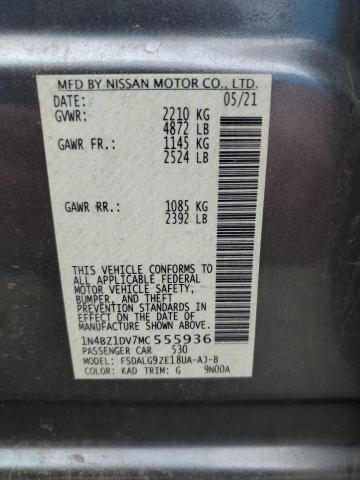 MFD BY NISSAN MOTOR CO., LTD.
DATE: 05/21
GVWR: 2210 KG
4872 LB
GAWR FR.: 1145 KG
2524 LB
GAWR RR.: 1085 KG
2392 LB
THIS VEHICLE CONFORMS TO
ALL APPLICABLE FEDERAL
MOTOR VEHICLE SAFETY,
BUMPER, AND THEFT
PREVENTION STANDARDS IN
EFFECT ON THE DATE OF
MANUFACTURE SHOWN ABOVE.
1N4BZ1DV7MC 555936
PASSENGER CAR 530
MODEL: FSDALG9ZE18UA-AJ-B
COLOR: KAD TRIM: G 9N00A